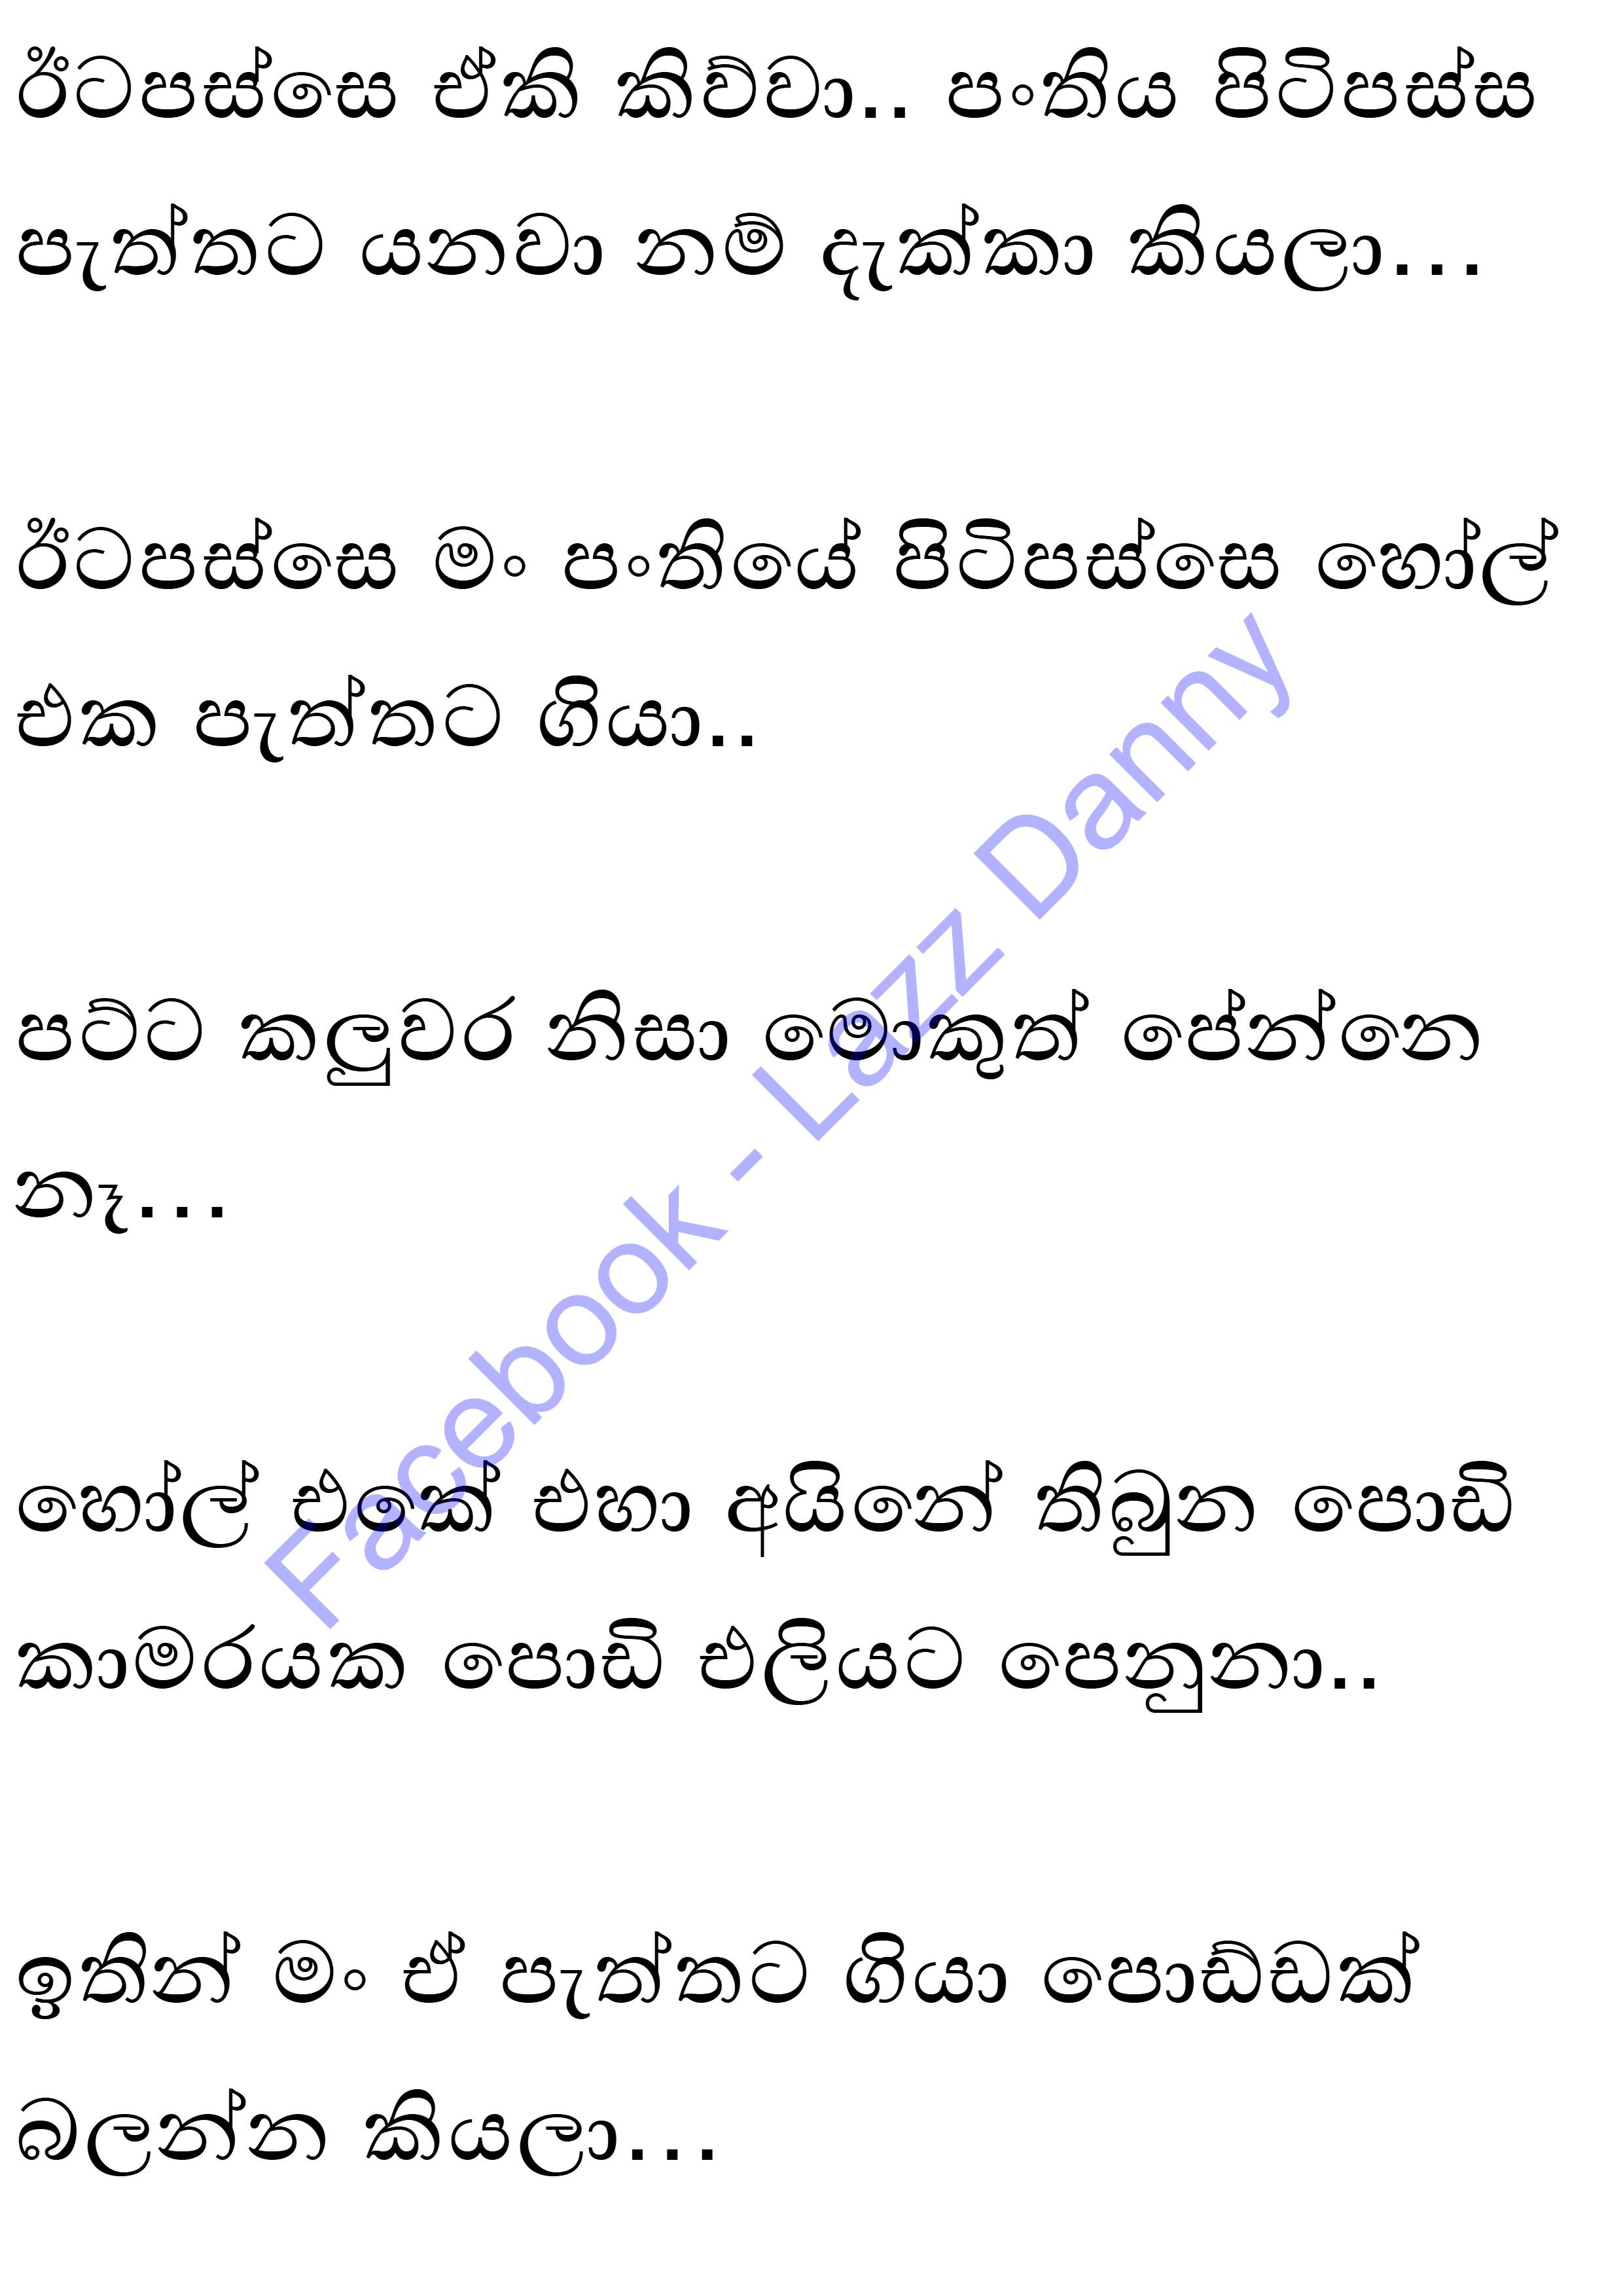 ඊටපස්සෙ ඒකි කිව්වා.. පංතිය පිටිපස්ස
පැත්තට යනවා නම් දැක්කා කියලා...
ඊටපස්සෙ මං පංතියේ පිටිපස්සෙ හෝල්
එක පැත්තට ගියා..
පට්ට කලුවර නිසා මොකුත් පේන්නෙ
නෑ...
හෝල් එකේ එහා අයිනේ තිබුන පොඩි
කාමරයක පොඩි එලියට පෙනුනා..
ඉතින් මං ඒ පැත්තට ගියා පොඩ්ඩක්
බලන්න කියලා...
Facebook - Lazz Danny